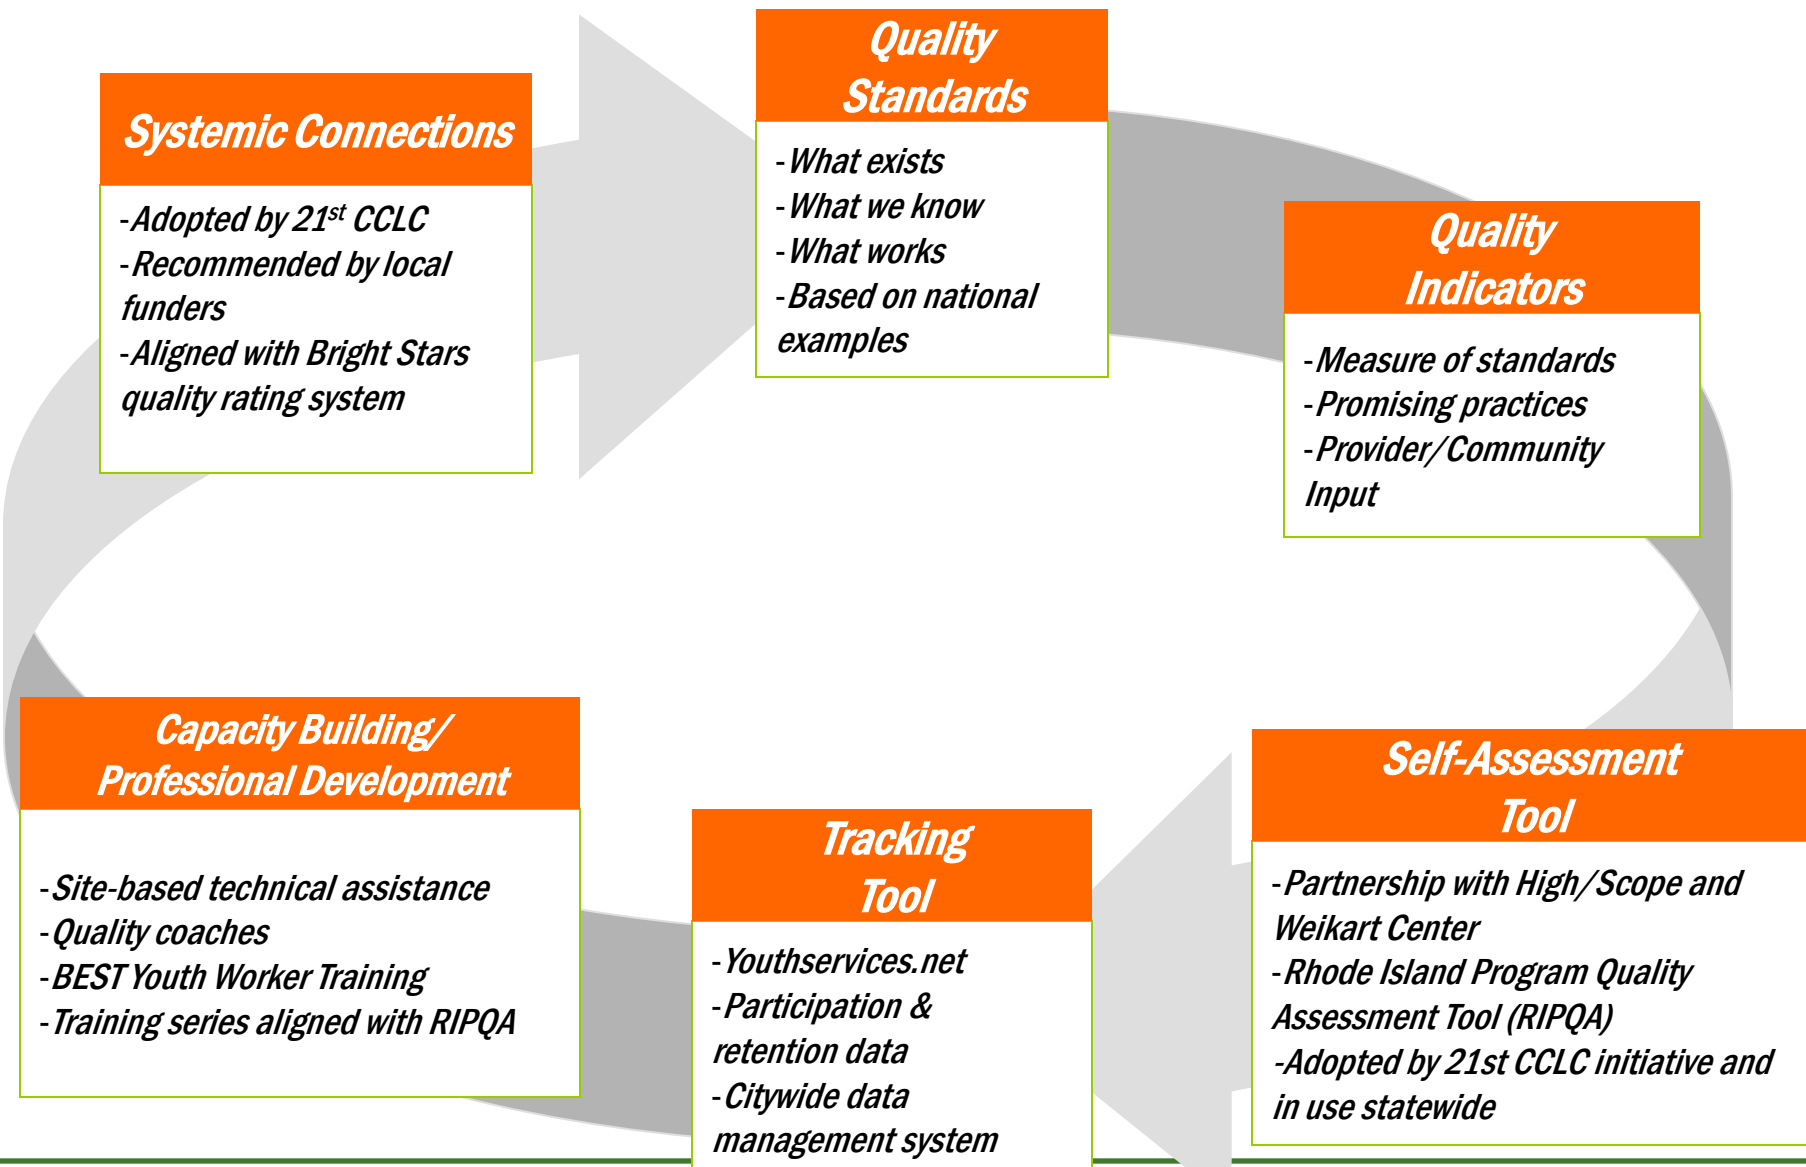 Quality
Standards
-What exists
-What we know
-What works
-Based on national
examples
Systemic Connections
-Adopted by 21st CCLC
-Recommended by local
funders
-Aligned with Bright Stars
quality rating system
Quality
Indicators
-Measure of standards
-Promising practices
-Provider/Community
Input
Capacity Building/
Professional Development
-Site-based technical assistance
-Quality coaches
-BEST Youth Worker Training
-Training series aligned with RIPQA
Tracking
Tool
-Youthservices.net
-Participation &
retention data
-Citywide data
management system
Self-Assessment
Tool
-Partnership with High/Scope and
Weikart Center
-Rhode Island Program Quality
Assessment Tool (RIPQA)
-Adopted by 21st CCLC initiative and
in use statewide